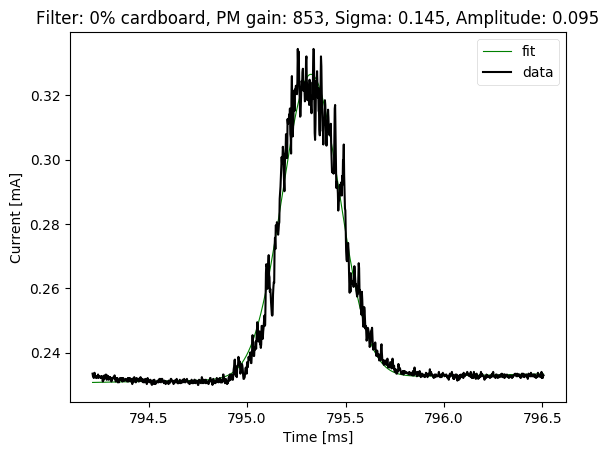 Filter: 0% cardboard, PM gain: 853, Sigma: 0.145, Amplitude: 0.095
fit
data
0.32
0.30
0.28
0.26
0.24
Current [mA]
794.5
795.0
795.5
796.0
796.5
Time [ms]